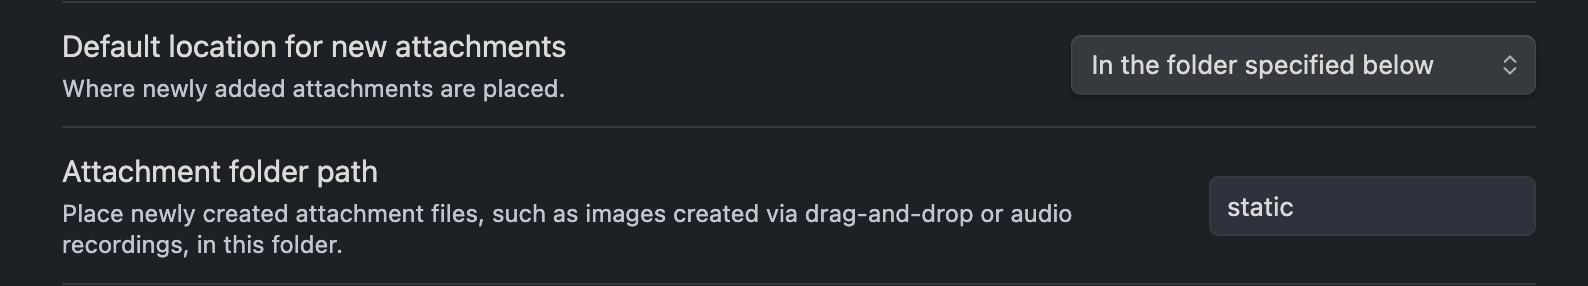 Default location for new attachments
Where newly added attachments are placed.
In the folder specified below
Attachment folder path
Place newly created attachment files, such as images created via drag-and-drop or audio
recordings, in this folder.
static